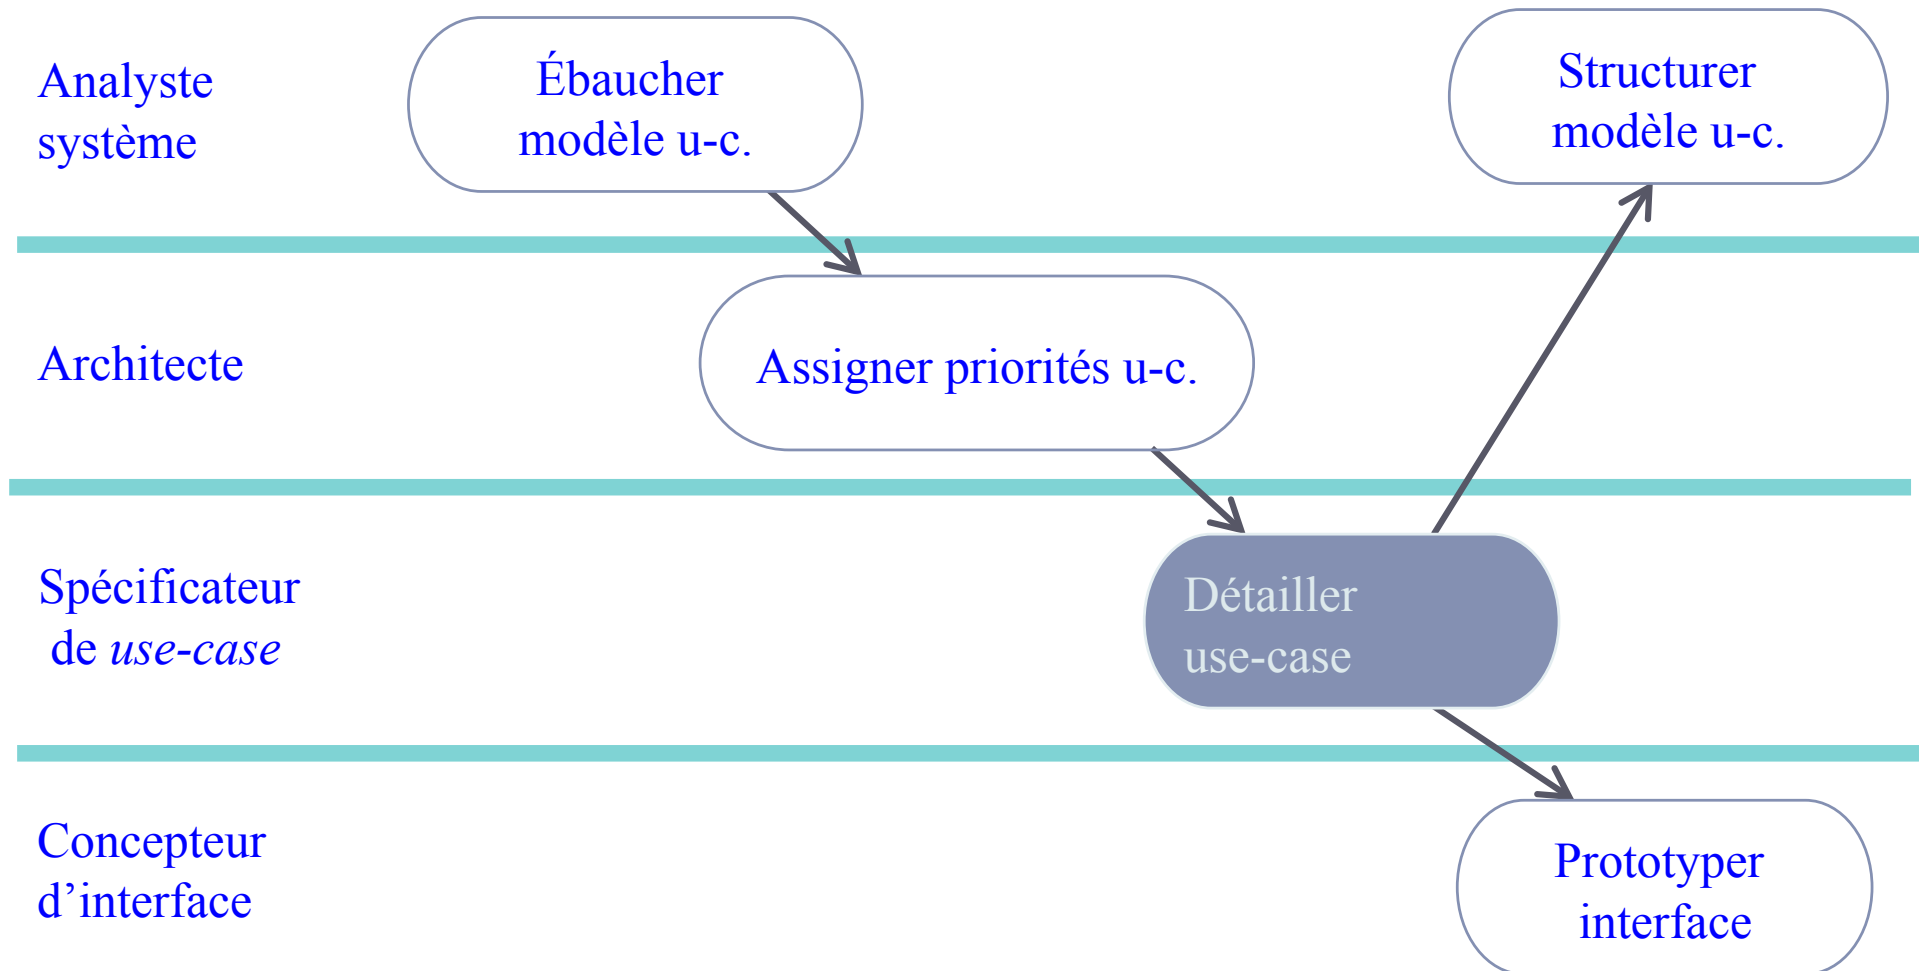 Analyste
système
Ébaucher
modèle u-c.
Structurer
modèle u-c.
Architecte
Assigner priorités u-c.
Spécificateur
de use-case
Détailler
use-case
Concepteur
d’interface
Prototyper
interface